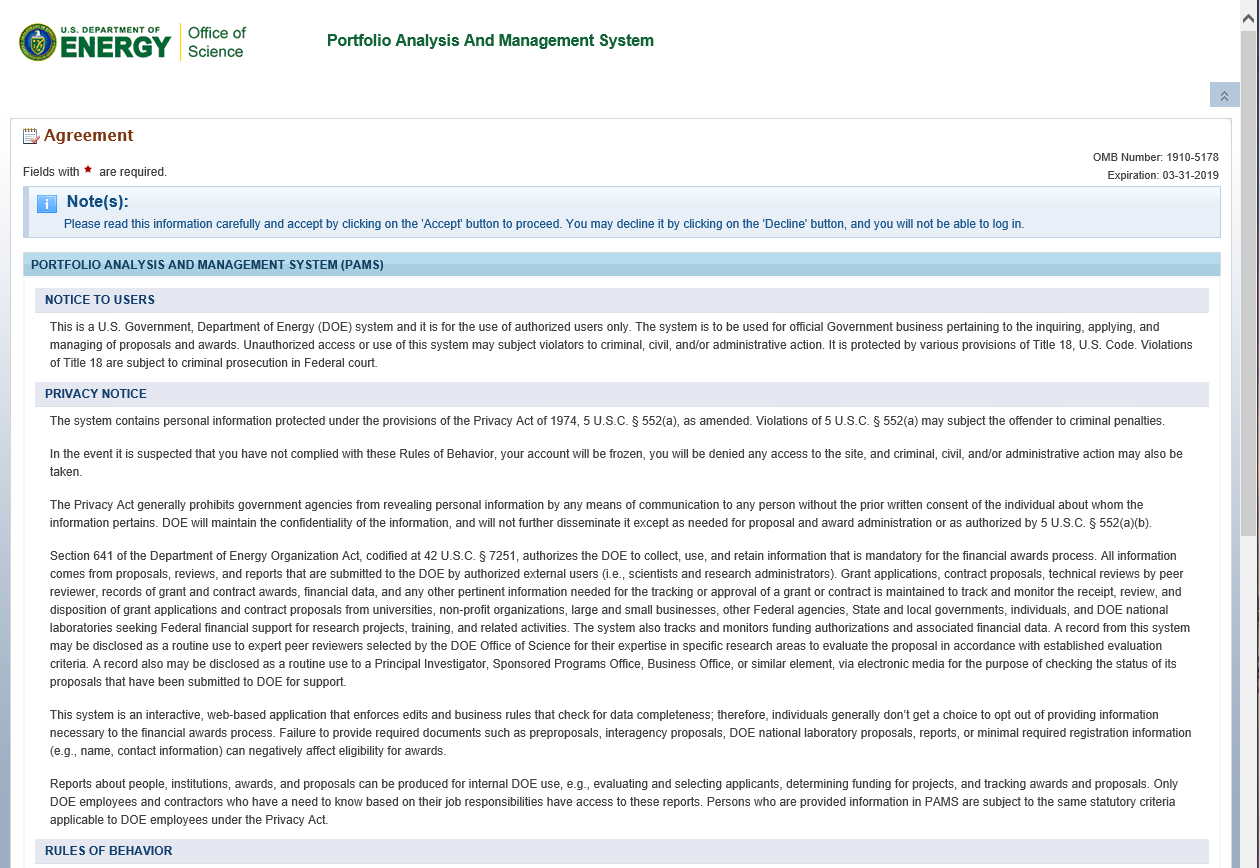 U.S. DEPARTMENT OF
ENERGY
Office of
Science
Portfolio Analysis And Management System
Agreement
OMB Number: 1910-5178
Fields with * are required.
Expiration: 03-31-2019
i Note(s):
Please read this information carefully and accept by clicking on the 'Accept' button to proceed. You may decline it by clicking on the 'Decline' button, and you will not be able to log in.
PORTFOLIO ANALYSIS AND MANAGEMENT SYSTEM (PAMS)
NOTICE TO USERS
This is a U.S. Government, Department of Energy (DOE) system and it is for the use of authorized users only. The system is to be used for official Government business pertaining to the inquiring, applying, and
managing of proposals and awards. Unauthorized access or use of this system may subject violators to criminal, civil, and/or administrative action. It is protected by various provisions of Title 18, U.S. Code. Violations
of Title 18 are subject to criminal prosecution in Federal court.
PRIVACY NOTICE
The system contains personal information protected under the provisions of the Privacy Act of 1974, 5 U.S.C. § 552(a), as amended. Violations of 5 U.S.C. § 552(a) may subject the offender to criminal penalties.
In the event it is suspected that you have not complied with these Rules of Behavior, your account will be frozen, you will be denied any access to the site, and criminal, civil, and/or administrative action may also be
taken.
The Privacy Act generally prohibits government agencies from revealing personal information by any means of communication to any person without the prior written consent of the individual about whom the
information pertains. DOE will maintain the confidentiality of the information, and will not further disseminate it except as needed for proposal and award administration or as authorized by 5 U.S.C. § 552(a)(b).
Section 641 of the Department of Energy Organization Act, codified at 42 U.S.C. § 7251, authorizes the DOE to collect, use, and retain information that is mandatory for the financial awards process. All information
comes from proposals, reviews, and reports that are submitted to the DOE by authorized external users (i.e., scientists and research administrators). Grant applications, contract proposals, technical reviews by peer
reviewer, records of grant and contract awards, financial data, and any other pertinent information needed for the tracking or approval of a grant or contract is maintained to track and monitor the receipt, review, and
disposition of grant applications and contract proposals from universities, non-profit organizations, large and small businesses, other Federal agencies, State and local governments, individuals, and DOE national
laboratories seeking Federal financial support for research projects, training, and related activities. The system also tracks and monitors funding authorizations and associated financial data. A record from this system
may be disclosed as a routine use to expert peer reviewers selected by the DOE Office of Science for their expertise in specific research areas to evaluate the proposal in accordance with established evaluation
criteria. A record also may be disclosed as a routine use to a Principal Investigator, Sponsored Programs Office, Business Office, or similar element, via electronic media for the purpose of checking the status of its
proposals that have been submitted to DOE for support.
This system is an interactive, web-based application that enforces edits and business rules that check for data completeness; therefore, individuals generally don't get a choice to opt out of providing information
necessary to the financial awards process. Failure to provide required documents such as preproposals, interagency proposals, DOE national laboratory proposals, reports, or minimal required registration information
(e.g., name, contact information) can negatively affect eligibility for awards.
Reports about people, institutions, awards, and proposals can be produced for internal DOE use, e.g., evaluating and selecting applicants, determining funding for projects, and tracking awards and proposals. Only
DOE employees and contractors who have a need to know based on their job responsibilities have access to these reports. Persons who are provided information in PAMS are subject to the same statutory criteria
applicable to DOE employees under the Privacy Act.
RULES OF BEHAVIOR